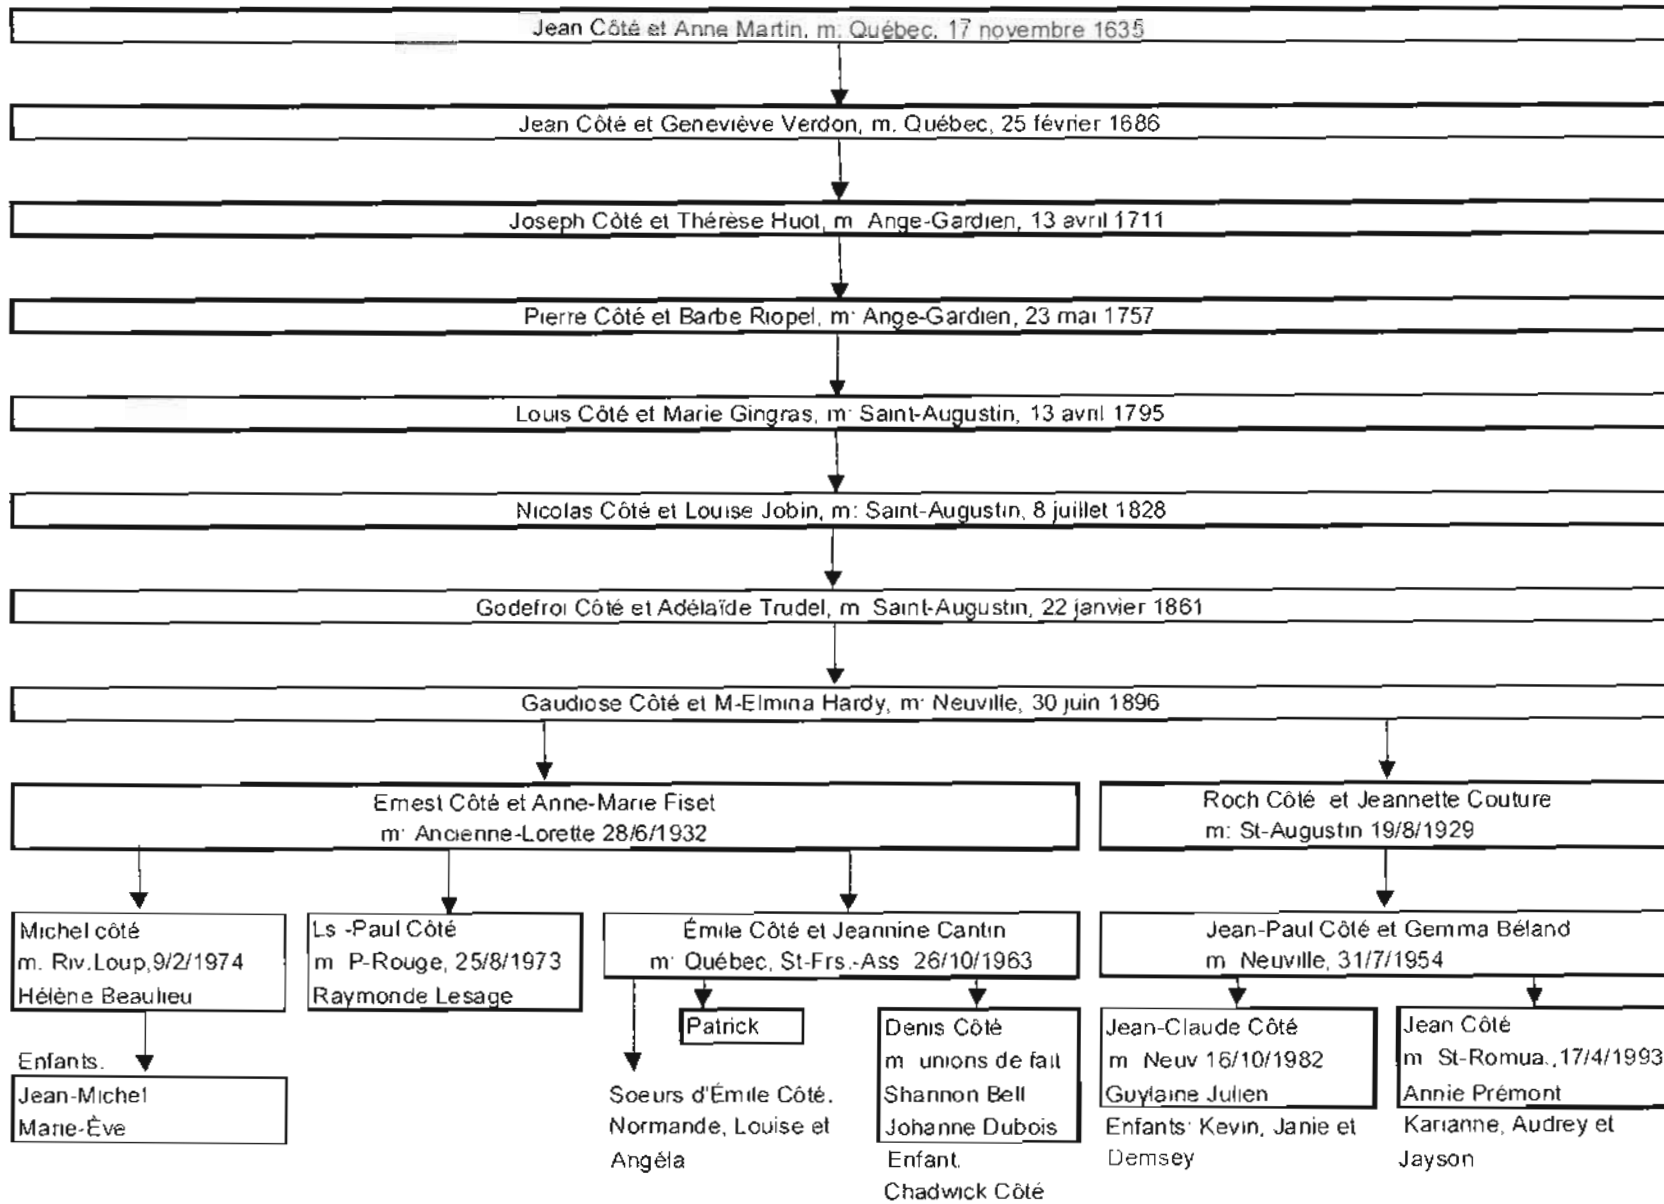 Jean Côté et Anne Martin, m: Québec, 17 novembre 1635
Jean Côté et Geneviève Verdon, m. Québec, 25 février 1686
Joseph Côté et Thérèse Huot, m Ange-Gardien, 13 avril 1711
Pierre Côté et Barbe Riopel, m: Ange-Gardien, 23 mai 1757
Louis Côté et Marie Gingras, m: Saint-Augustin, 13 avril 1795
Nicolas Côté et Louise Jobin, m: Saint-Augustin, 8 juillet 1828
Godefroi Côté et Adélaïde Trudel, m Saint-Augustin, 22 janvier 1861
Gaudiose Côté et M-Elmina Hardy, m: Neuville, 30 juin 1896
Ernest Côté et Anne-Marie Fiset
m: Ancienne-Lorette 28/6/1932
Roch Côté et Jeannette Couture
m: St-Augustin 19/8/1929
Michel côté
m. Riv.Loup,9/2/1974
Hélène Beaulieu
Ls -Paul Côté
m P-Rouge, 25/8/1973
Raymonde Lesage
Émile Côté et Jeannine Cantin
m: Québec, St-Frs.-Ass 26/10/1963
Jean-Paul Côté et Gemma Béland
m Neuville, 31/7/1954
Enfants.
Jean-Michel
Marie-Ève
Soeurs d'Émile Côté.
Normande, Louise et
Angéla
Patrick
Denis Côté
m unions de fait
Shannon Bell
Johanne Dubois
Enfant.
Chadwick Côté
Jean-Claude Côté
m Neuv 16/10/1982
Guylaine Julien
Enfants: Kevin, Janie et
Demsey
Jean Côté
m St-Romua.,17/4/1993
Annie Prémont
Karianne, Audrey et
Jayson